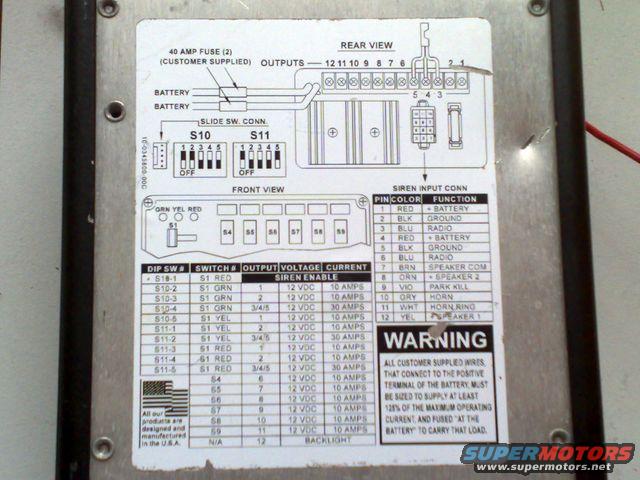 REAR VIEW
40 AMP FUSE (2)
(CUSTOMER SUPPLIED)
OUTPUTS
12 11 10 9 8 7 6 2 1
BATTERY
BATTERY
5 4 3
SLIDE SW. CONN.
S10 S11
1 2 3 4 5 1 2 3 4 5
OFF OFF
FRONT VIEW
GRN YEL RED
S1
S4 S5 S6 S7 S8 S9
SIREN INPUT CONN
PIN COLOR FUNCTION
1 RED + BATTERY
2 BLK GROUND
3 BLU RADIO
4 RED + BATTERY
5 BLK GROUND
6 BLU RADIO
7 BRN SPEAKER COM
8 ORN + SPEAKER 2
9 VIO PARK KILL
10 GRY HORN
11 WHT HORN RING
12 YEL SPEAKER 1
DIP SW # SWITCH # OUTPUT VOLTAGE CURRENT
S10-1 S1 RED SIREN ENABLE
S10-2 S1 GRN 1 12 VDC 10 AMPS
S10-3 S1 GRN 2 12 VDC 10 AMPS
S10-4 S1 GRN 3/4/5 12 VDC 30 AMPS
S10-5 S1 YEL 1 12 VDC 10 AMPS
S11-1 S1 YEL 2 12 VDC 10 AMPS
S11-2 S1 YEL 3/4/5 12 VDC 30 AMPS
S11-3 S1 RED 1 12 VDC 10 AMPS
S11-4 S1 RED 2 12 VDC 10 AMPS
S11-5 S1 RED 3/4/5 12 VDC 30 AMPS
S4 6 12 VDC 10 AMPS
S5 7 12 VDC 10 AMPS
S6 8 12 VDC 10 AMPS
S7 9 12 VDC 10 AMPS
S8 10 12 VDC 10 AMPS
S9 11 12 VDC 10 AMPS
N/A 12 BACKLIGHT
All our
products are
designed and
manufactured
in the U.S.A.
WARNING
ALL CUSTOMER SUPPLIED WIRES,
THAT CONNECT TO THE POSITIVE
TERMINAL OF THE BATTERY, MUST
BE SIZED TO SUPPLY AT LEAST
125% OF THE MAXIMUM OPERATING
CURRENT, AND FUSED "AT THE
BATTERY" TO CARRY THAT LOAD.
SUPERMOTORS
www.supermotors.net